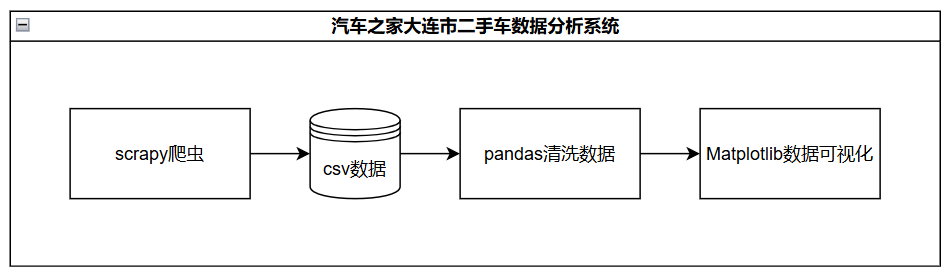 汽车之家大连市二手车数据分析系统
scrapy爬虫
csv数据
pandas清洗数据
Matplotlib数据可视化